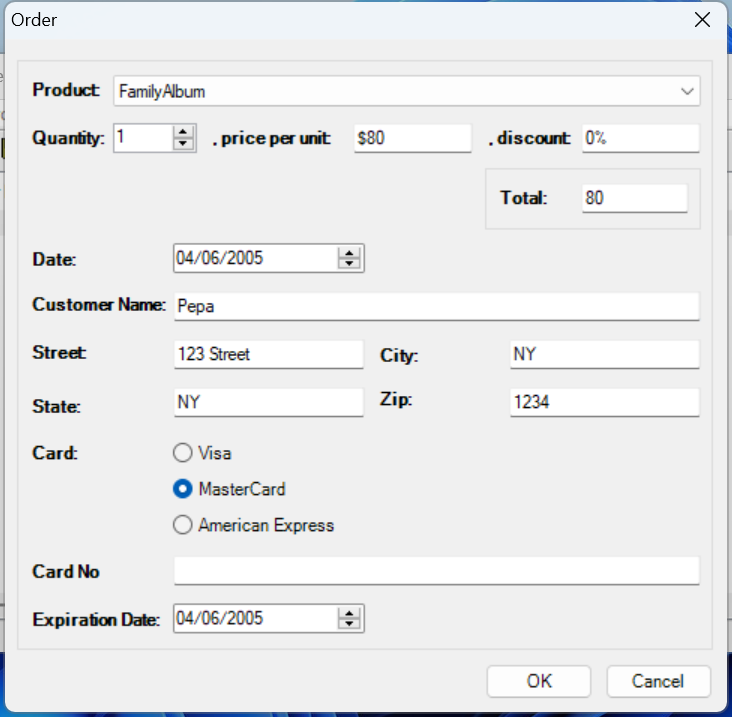 Order
Product: FamilyAlbum
Quantity: 1 , price per unit: $80 , discount: 0%
Total: 80
Date: 04/06/2005
Customer Name: Pepa
Street: 123 Street City: NY
State: NY Zip: 1234
Card: Visa
MasterCard
American Express
Card No
Expiration Date: 04/06/2005
OK Cancel